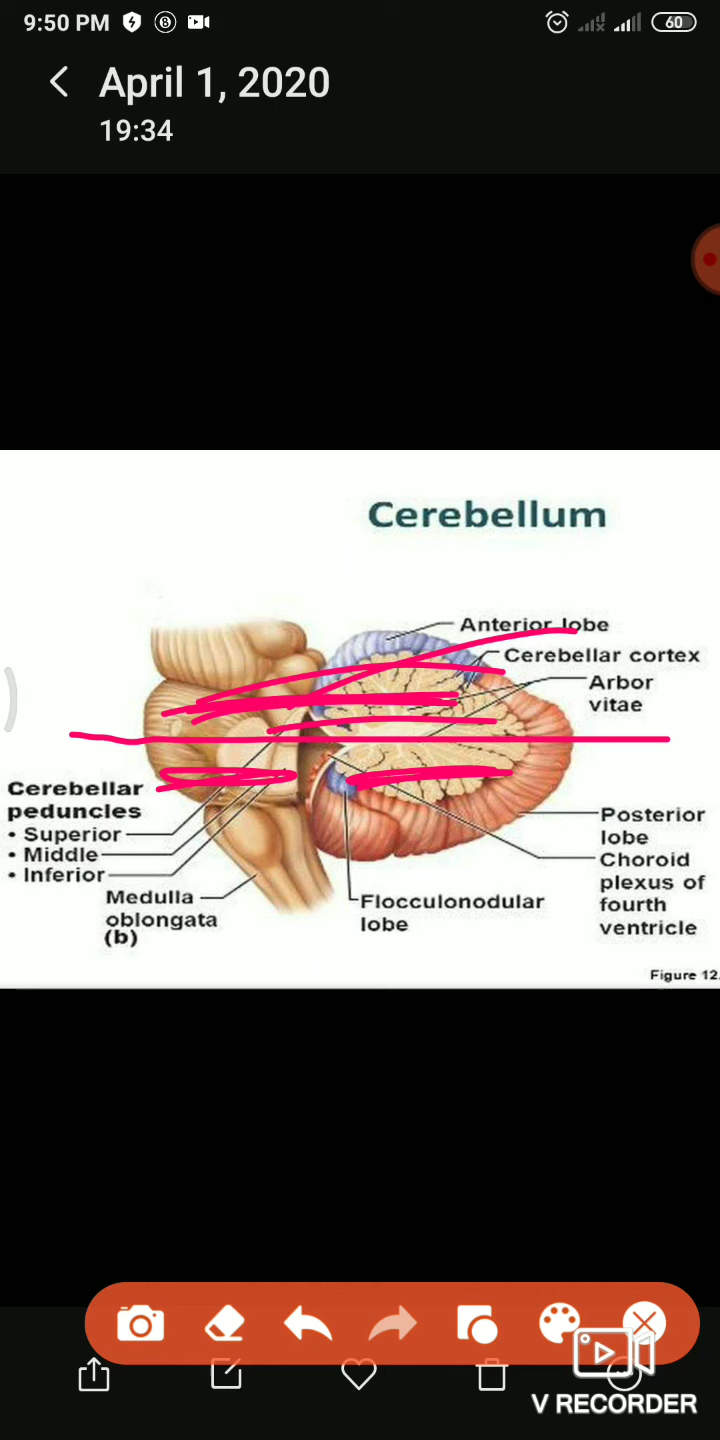 9:50 PM
60
April 1, 2020
19:34
Cerebellum
Anterior lobe
Cerebellar cortex
Arbor
vitae
Cerebellar
peduncles
• Superior
• Middle
• Inferior
Medulla
oblongata
(b)
Flocculonodular
lobe
Posterior
lobe
Choroid
plexus of
fourth
ventricle
Figure 12.
V RECORDER